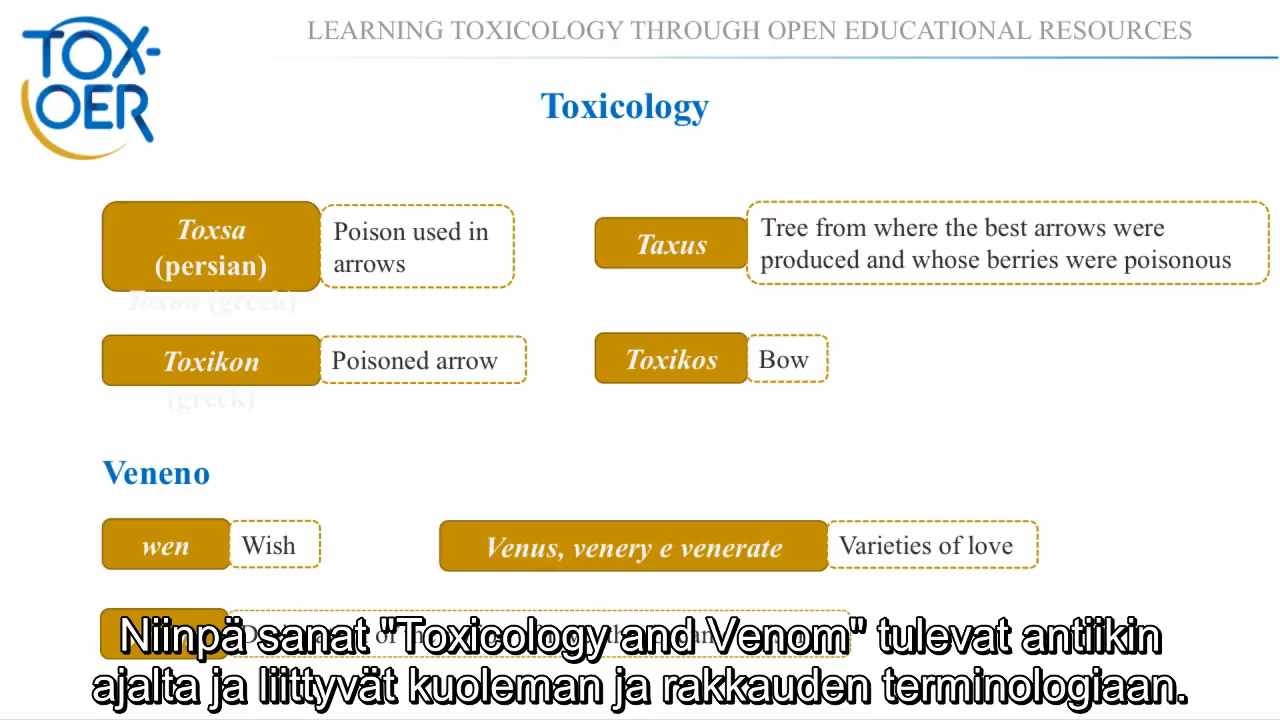 TOX-
OER
LEARNING TOXICOLOGY THROUGH OPEN EDUCATIONAL RESOURCES
Toxicology
Toxsa
(persian)
Toxon (greek)
Poison used in
arrows
Taxus
Tree from where the best arrows were
produced and whose berries were poisonous
Toxikon
(greek)
Poisoned arrow
Toxikos
Bow
Veneno
wen
Wish
Venus, venery e venerate
Varieties of love
Niinpä sanat "Toxicology and Venom" tulevat antiikin
ajalta ja liittyvät kuoleman ja rakkauden terminologiaan.